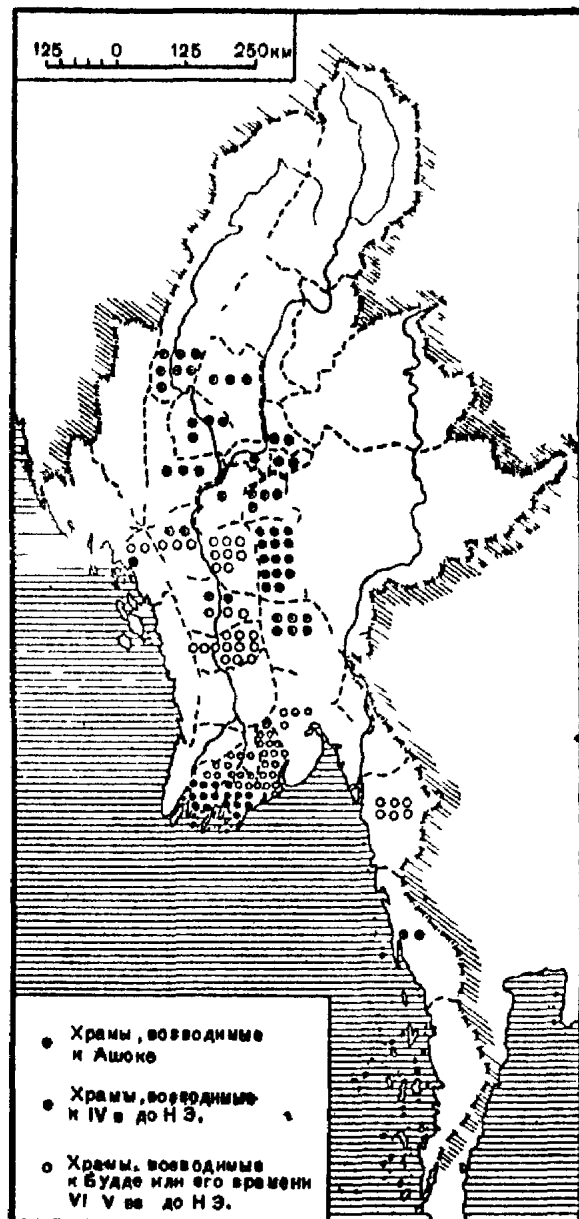 125 0 125 250км
Храмы, возводимые
к Ашоке
Храмы, возводимые
к IV в до Н Э.
Храмы, возводимые
к Будде или его времени
VI V вв до Н Э.